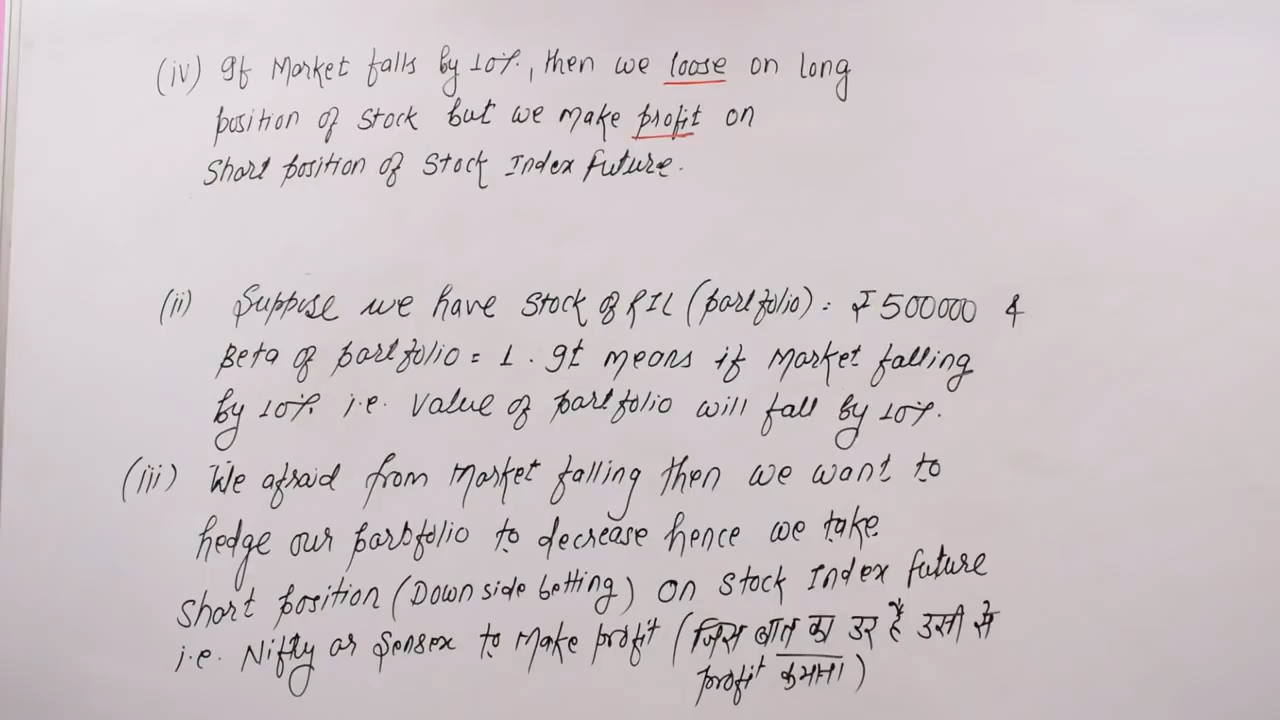 (iv) If Market falls by 10%, then we loose on long
position of stock but we make profit on
Short position of Stock Index Future.
(ii) Suppose we have Stock of RIL (portfolio) = ₹ 500000 &
Beta of portfolio = 1. It means if Market falling
by 10% i.e. Value of portfolio will fall by 10%.
(iii) We afraid from Market falling then we want to
hedge our portfolio to decrease hence we take
Short position (Down side betting) on Stock Index Future
i.e. Nifty or Sensex to Make profit (जिस बात का डर है उसी से
profit कमाना)